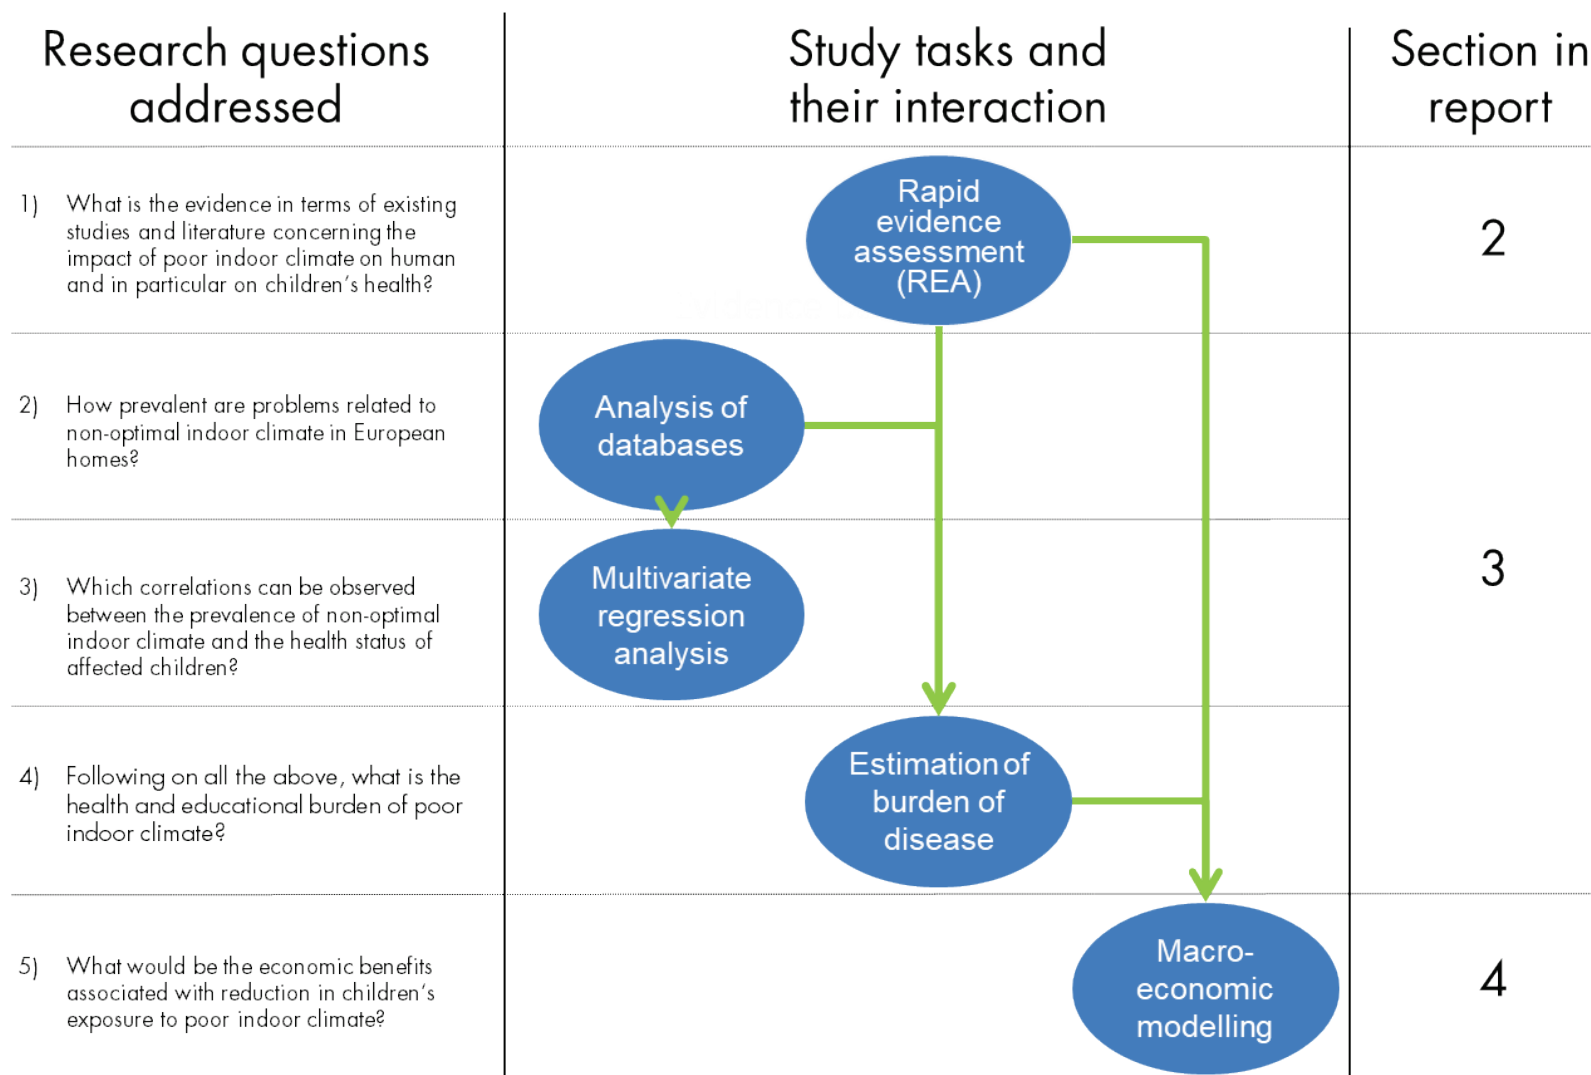 Research questions
addressed
Study tasks and
their interaction
Section in
report
1) What is the evidence in terms of existing
studies and literature concerning the
impact of poor indoor climate on human
and in particular on children's health?
Rapid
evidence
assessment
(REA)
2
2) How prevalent are problems related to
non-optimal indoor climate in European
homes?
Analysis of
databases
3) Which correlations can be observed
between the prevalence of non-optimal
indoor climate and the health status of
affected children?
Multivariate
regression
analysis
3
4) Following on all the above, what is the
health and educational burden of poor
indoor climate?
Estimation of
burden of
disease
5) What would be the economic benefits
associated with reduction in children's
exposure to poor indoor climate?
Macro-
economic
modelling
4